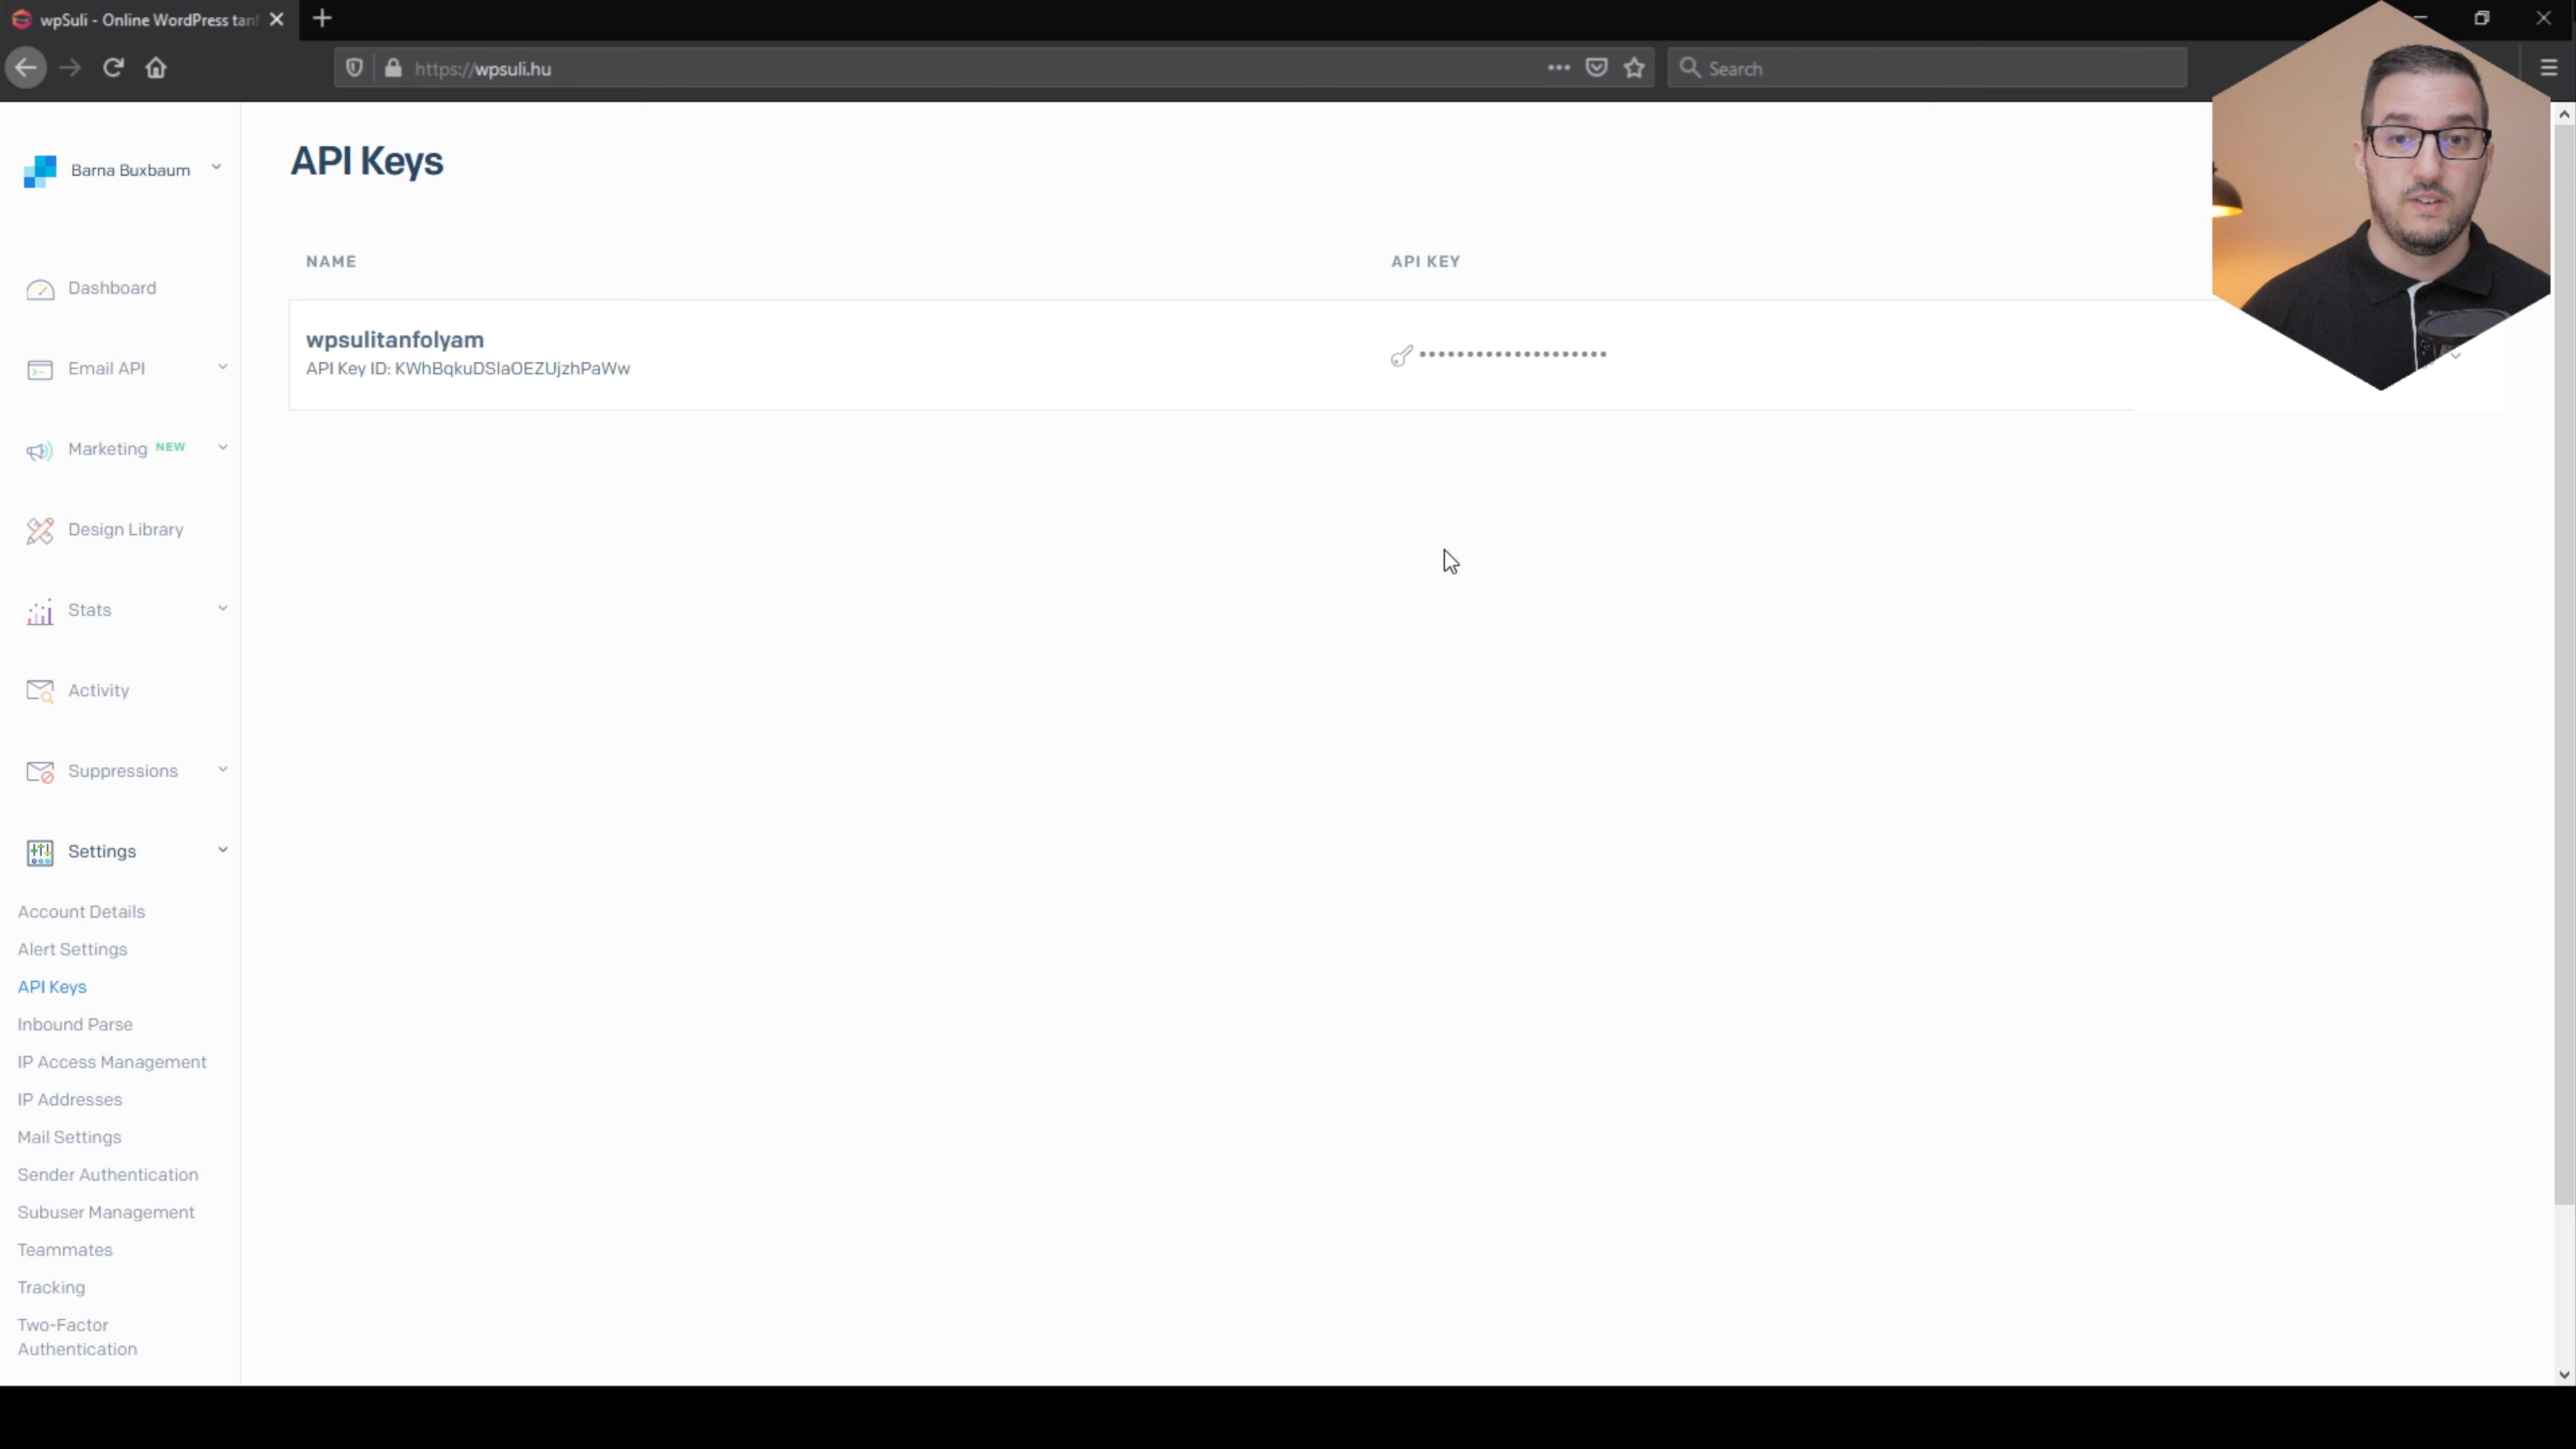 wpSuli - Online WordPress tanf
https://wpsuli.hu
Search
Barna Buxbaum
Dashboard
Email API
Marketing NEW
Design Library
Stats
Activity
Suppressions
Settings
Account Details
Alert Settings
API Keys
Inbound Parse
IP Access Management
IP Addresses
Mail Settings
Sender Authentication
Subuser Management
Teammates
Tracking
Two-Factor
Authentication
API Keys
NAME
API KEY
wpsulitanfolyam
API Key ID: KWhBqkuDSIaOEZUjzhPaWw
••••••••••••••••••••